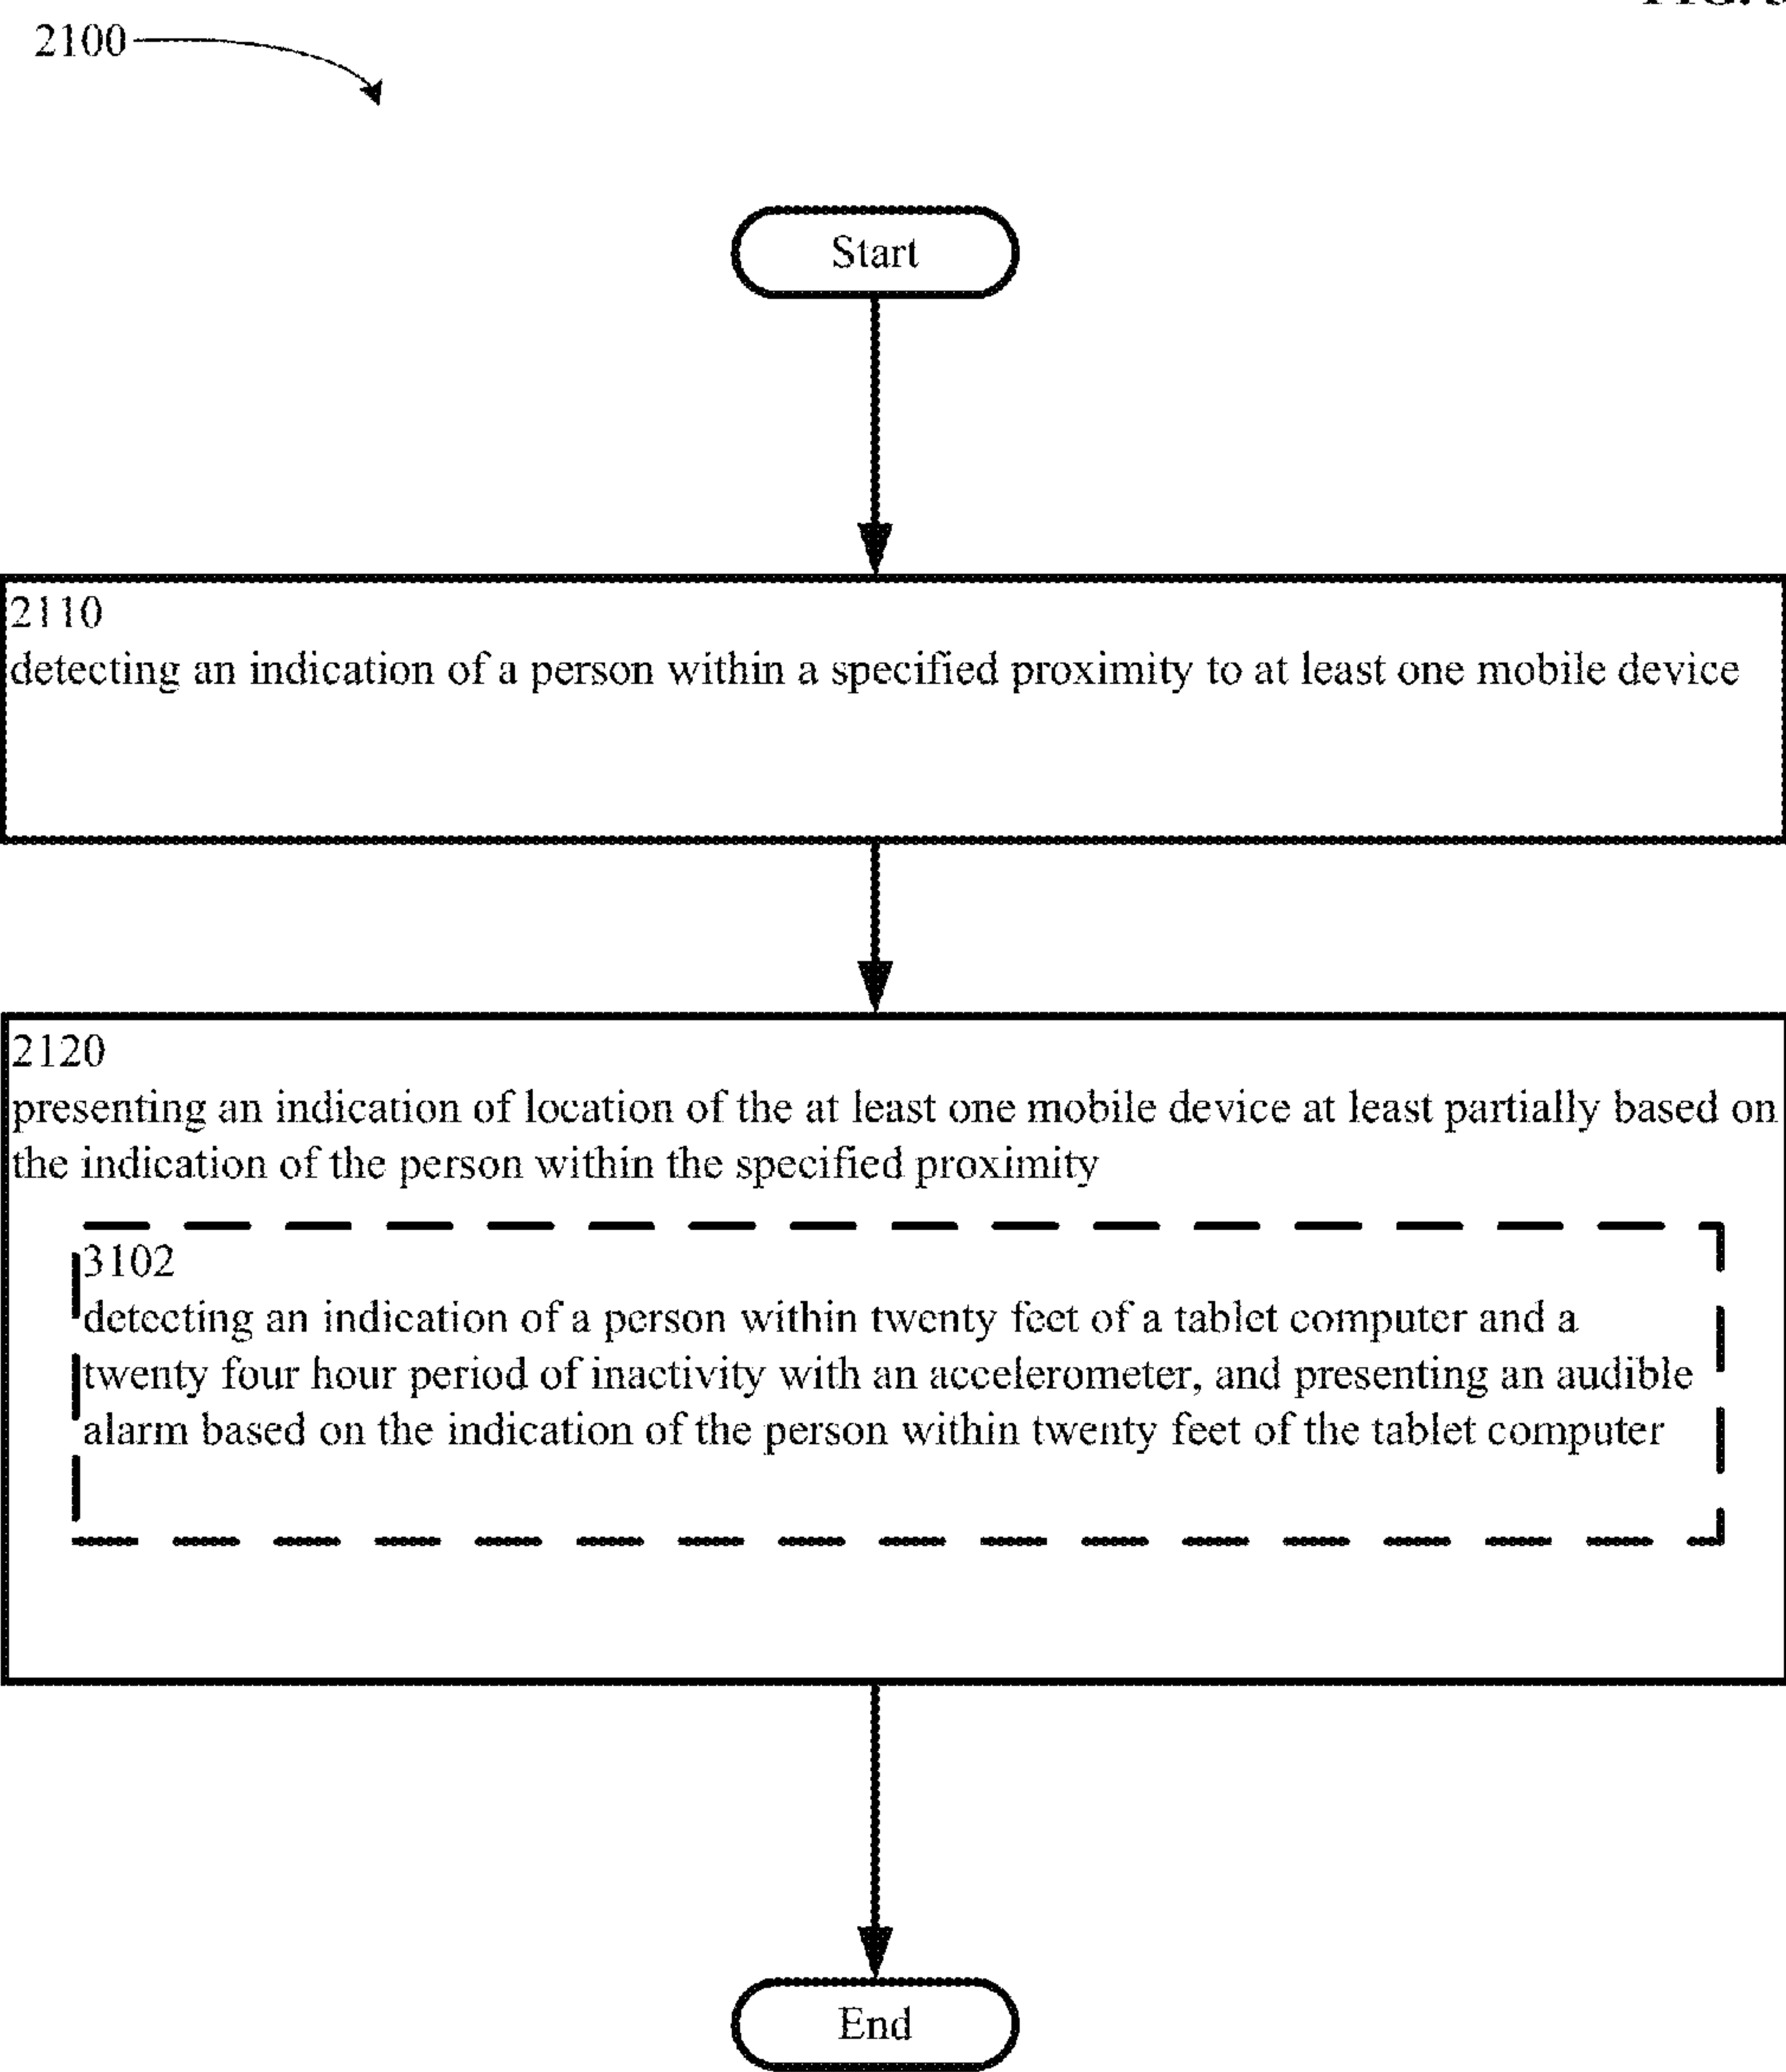 2100
Start
2110
detecting an indication of a person within a specified proximity to at least one mobile device
2120
presenting an indication of location of the at least one mobile device at least partially based on
the indication of the person within the specified proximity
3102
detecting an indication of a person within twenty feet of a tablet computer and a
twenty four hour period of inactivity with an accelerometer, and presenting an audible
alarm based on the indication of the person within twenty feet of the tablet computer
End